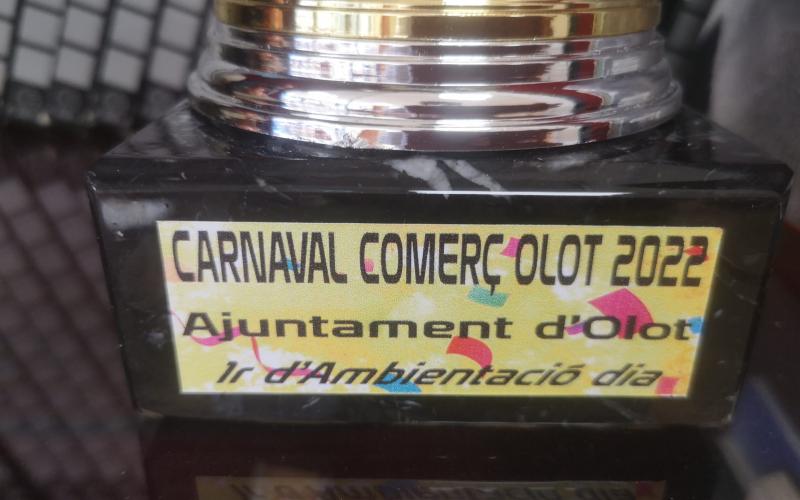 CARNAVAL COMERÇ OLOT 2022
Ajuntament d'Olot
1r d'Ambientació dia